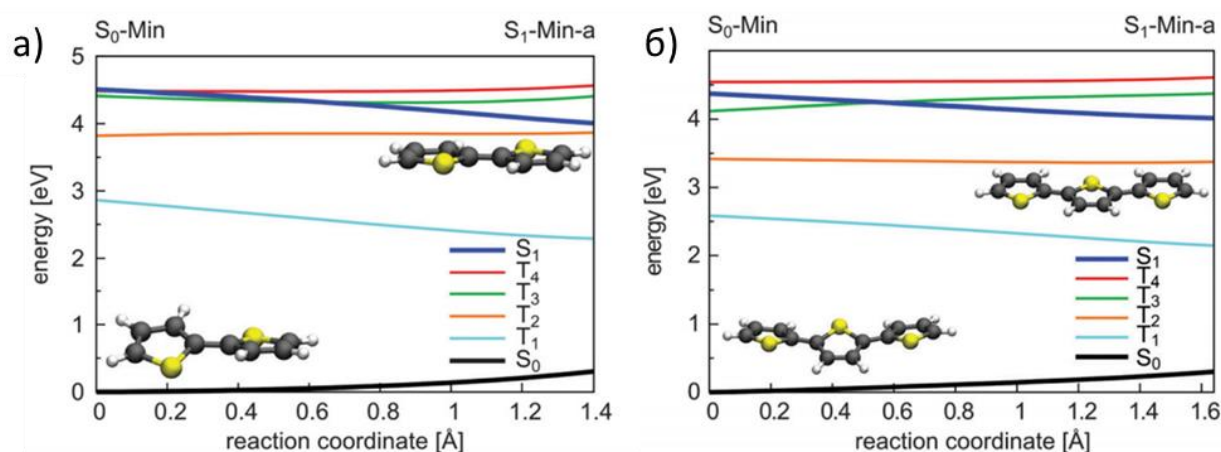 а)
S₀-Min
S₁-Min-a
energy [eV]
5
4
3
2
1
0
S₁
T₄
T₃
T₂
T₁
S₀
0
0.2
0.4
0.6
0.8
1
1.2
1.4
reaction coordinate [Å]
б)
S₀-Min
S₁-Min-a
energy [eV]
4
3
2
1
0
S₁
T₄
T₃
T₂
T₁
S₀
0
0.2
0.4
0.6
0.8
1
1.2
1.4
1.6
reaction coordinate [Å]